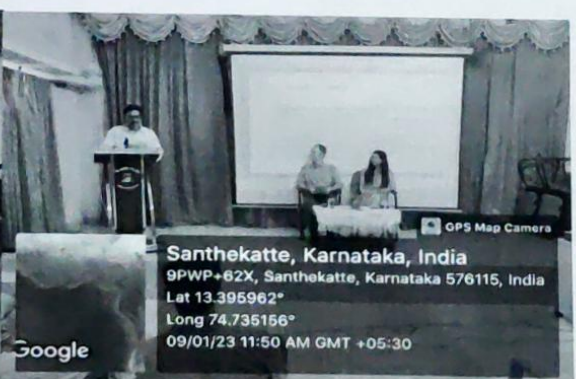 GPS Map Camera
Santhekatte, Karnataka, India
9PWP+62X, Santhekatte, Karnataka 576115, India
Lat 13.395962°
Long 74.735156°
09/01/23 11:50 AM GMT +05:30
Google